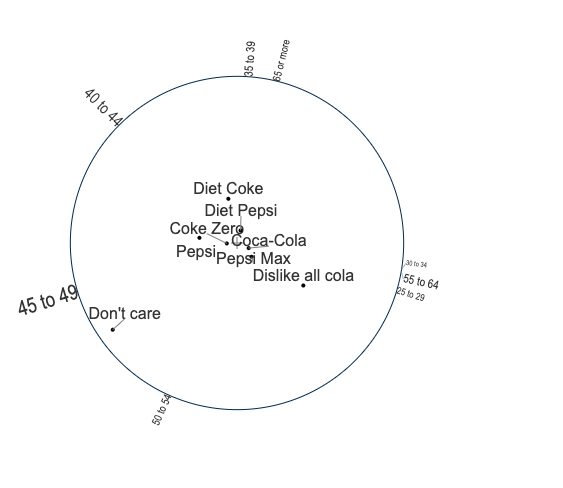 35 to 39
65 or more
40 to 44
Diet Coke
Diet Pepsi
Coke Zero
Coca-Cola
Pepsi
Pepsi Max
Dislike all cola
30 to 34
55 to 64
25 to 29
45 to 49
Don't care
50 to 54